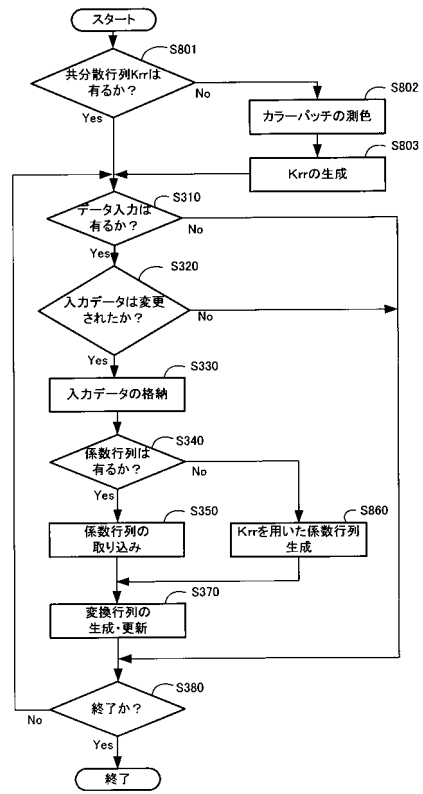 スタート
S801
共分散行列Krrは
有るか？
No
Yes
S802
カラーパッチの測色
S803
Krrの生成
S310
データ入力は
有るか？
No
Yes
S320
入力データは変更
されたか？
No
Yes
S330
入力データの格納
S340
係数行列は
有るか？
No
Yes
S350
係数行列の
取り込み
S860
Krrを用いた係数行列
生成
S370
変換行列の
生成・更新
S380
終了か？
No
Yes
終了